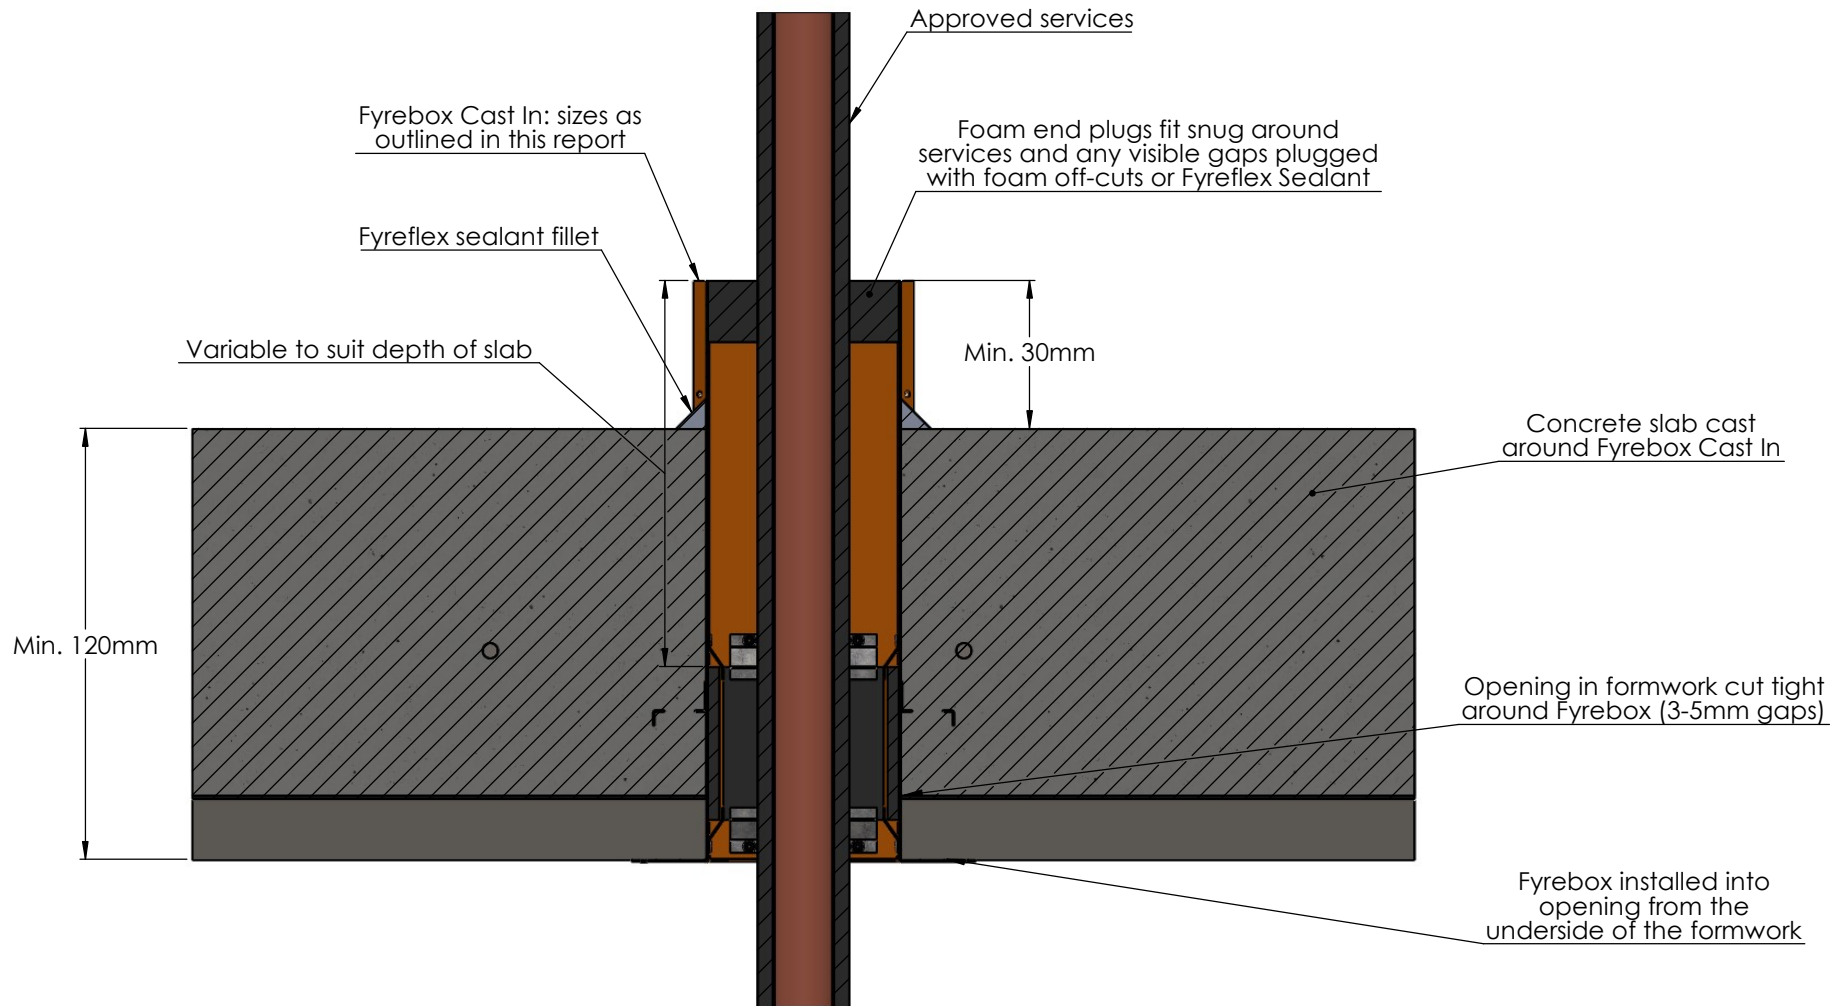 Approved services
Fyrebox Cast In: sizes as
outlined in this report
Foam end plugs fit snug around
services and any visible gaps plugged
with foam off-cuts or Fyreflex Sealant
Fyreflex sealant fillet
Variable to suit depth of slab
Min. 30mm
Concrete slab cast
around Fyrebox Cast In
Min. 120mm
Opening in formwork cut tight
around Fyrebox (3-5mm gaps)
Fyrebox installed into
opening from the
underside of the formwork